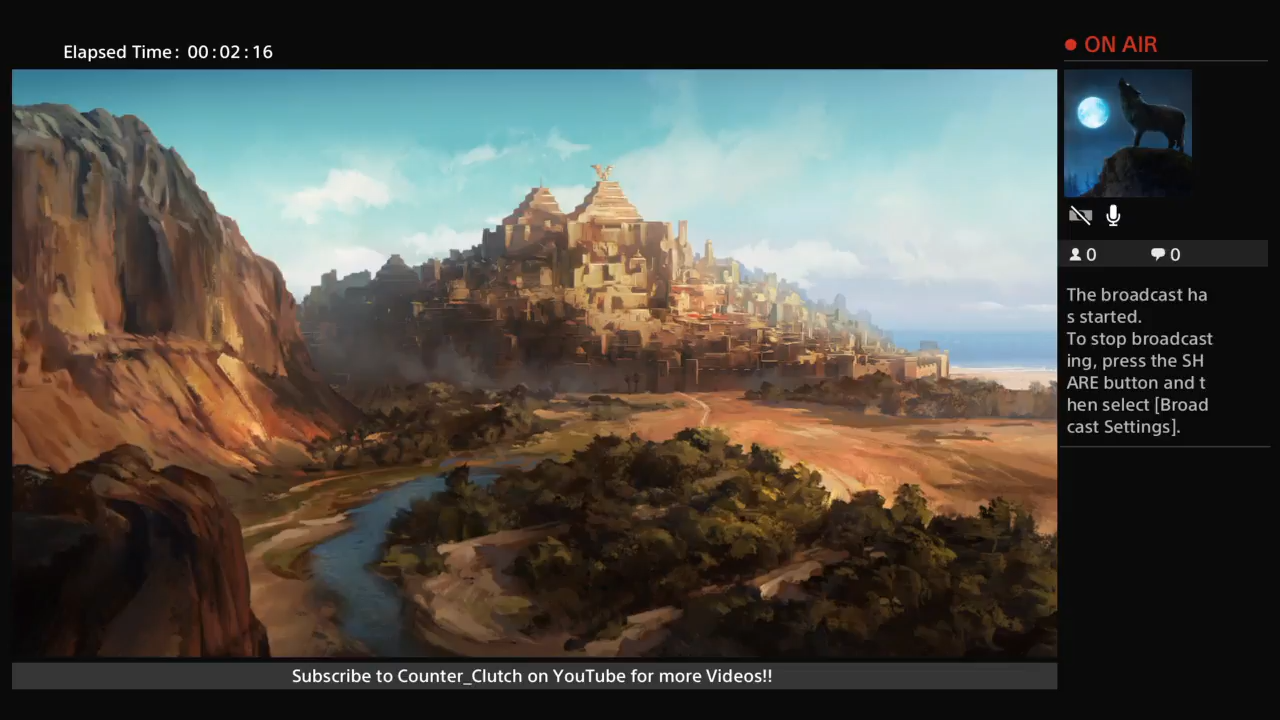 Elapsed Time: 00:02:16
ON AIR
0
0
The broadcast ha
s started.
To stop broadcast
ing, press the SH
ARE button and t
hen select [Broad
cast Settings].
Subscribe to Counter_Clutch on YouTube for more Videos!!